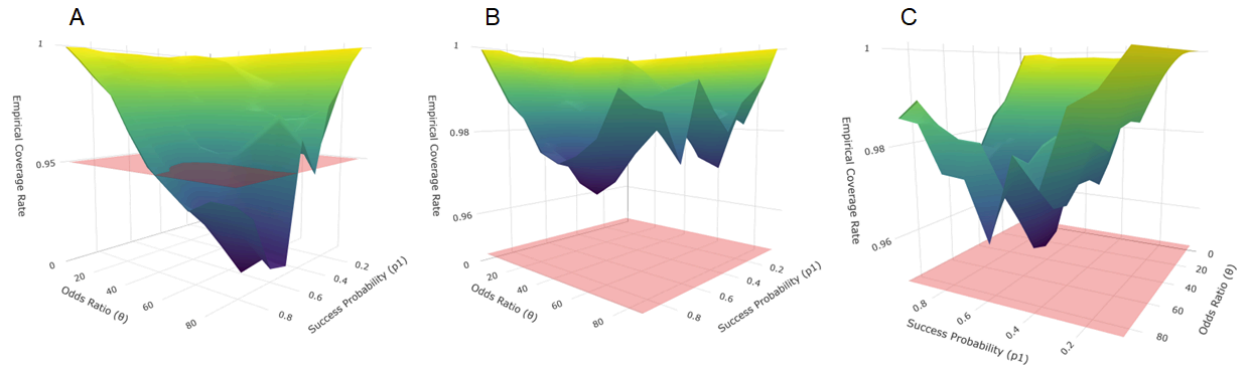 A
1
0.95
Empirical Coverage Rate
0
20
40
60
80
Odds Ratio (θ)
0.2
0.4
0.6
0.8
Success Probability (p1)
B
1
0.98
0.96
Empirical Coverage Rate
0
20
40
60
80
Odds Ratio (θ)
0.2
0.4
0.6
0.8
Success Probability (p1)
C
1
0.98
0.96
Empirical Coverage Rate
0.8
0.6
0.4
0.2
Success Probability (p1)
0
20
40
60
80
Odds Ratio (θ)